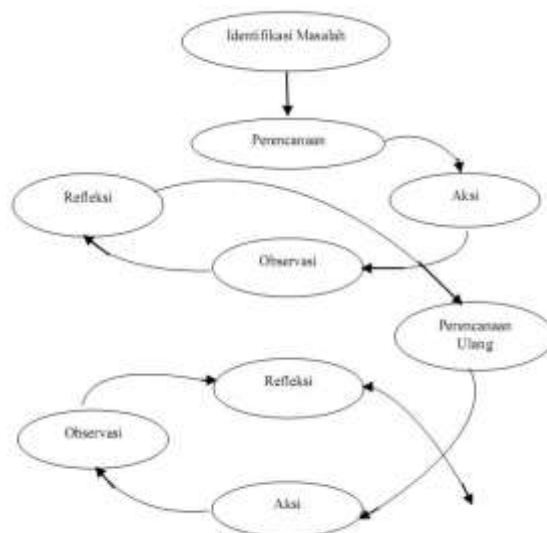 Identifikasi Masalah
Perencanaan
Aksi
Refleksi
Observasi
Perencanaan
Ulang
Refleksi
Observasi
Aksi